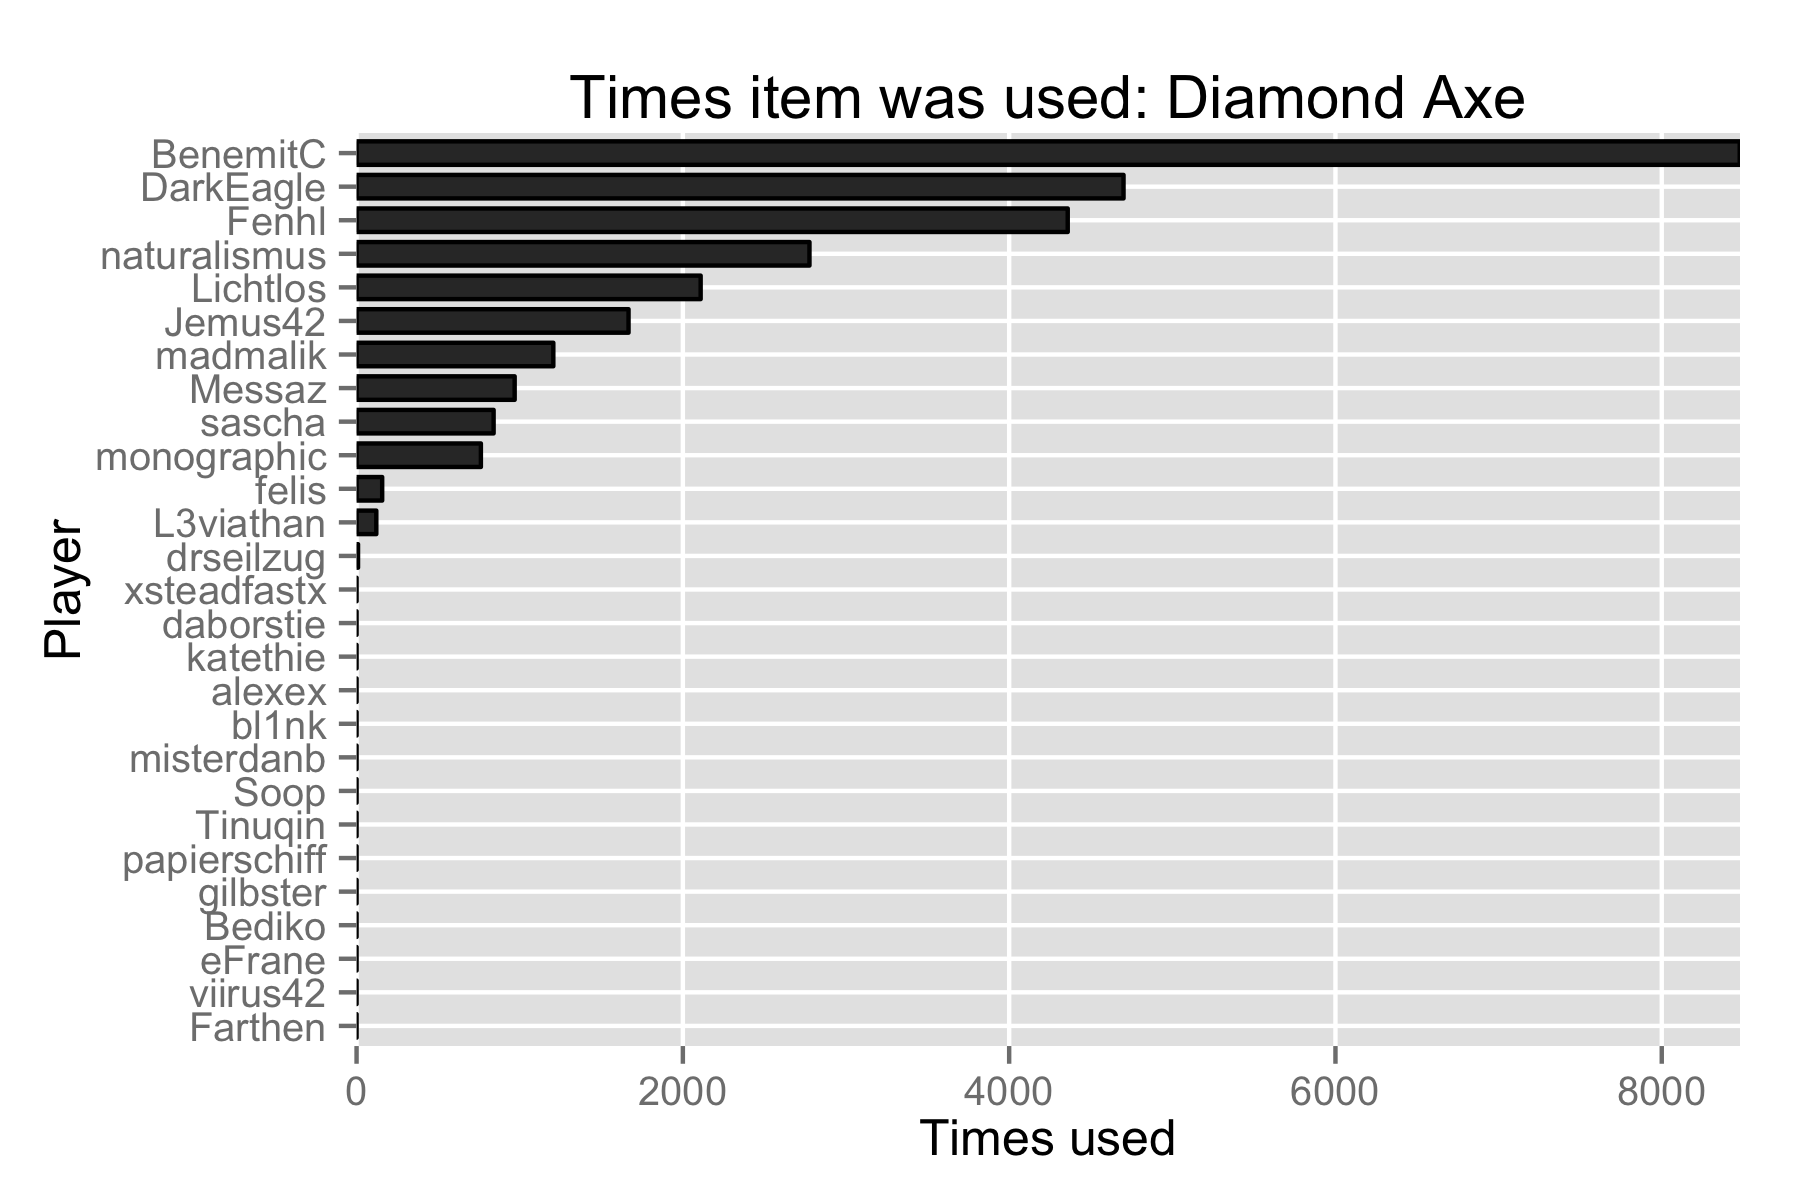 Times item was used: Diamond Axe
Player
BenemitC
DarkEagle
Fenhl
naturalismus
Lichtlos
Jemus42
madmalik
Messaz
sascha
monographic
felis
L3viathan
drseilzug
xsteadfastx
daborstie
katethie
alexex
bl1nk
misterdanb
Soop
Tinuqin
papierschiff
gilbster
Bediko
eFrane
viirus42
Farthen
0 2000 4000 6000 8000
Times used